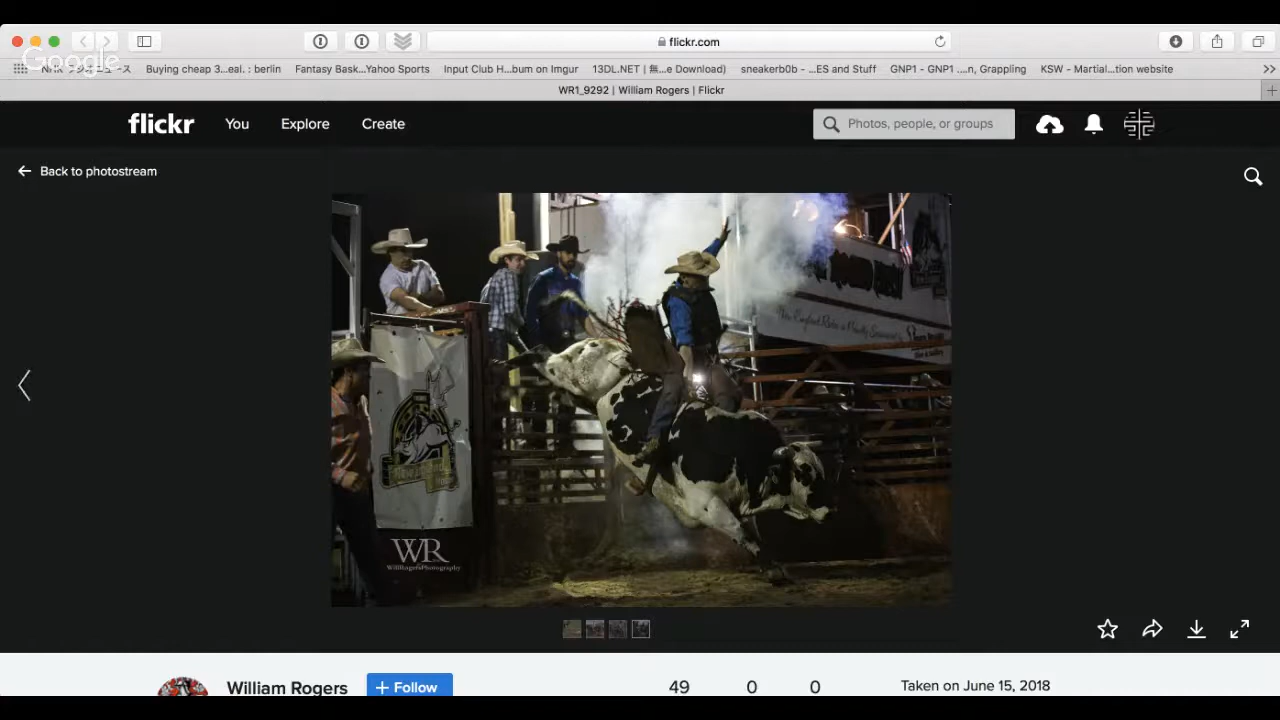 flickr.com
Google
Buying cheap 3...eal. : berlin
Fantasy Bask...Yahoo Sports
Input Club H...bum on Imgur
13DL.NET | 無...e Download)
sneakerb0b - ...ES and Stuff
GNP1 - GNP1 ....n, Grappling
KSW - Martial...tion website
WR1_9292 | William Rogers | Flickr
flickr
You
Explore
Create
Photos, people, or groups
Back to photostream
WR
WillRogersPhotography
William Rogers
+ Follow
49
0
0
Taken on June 15, 2018